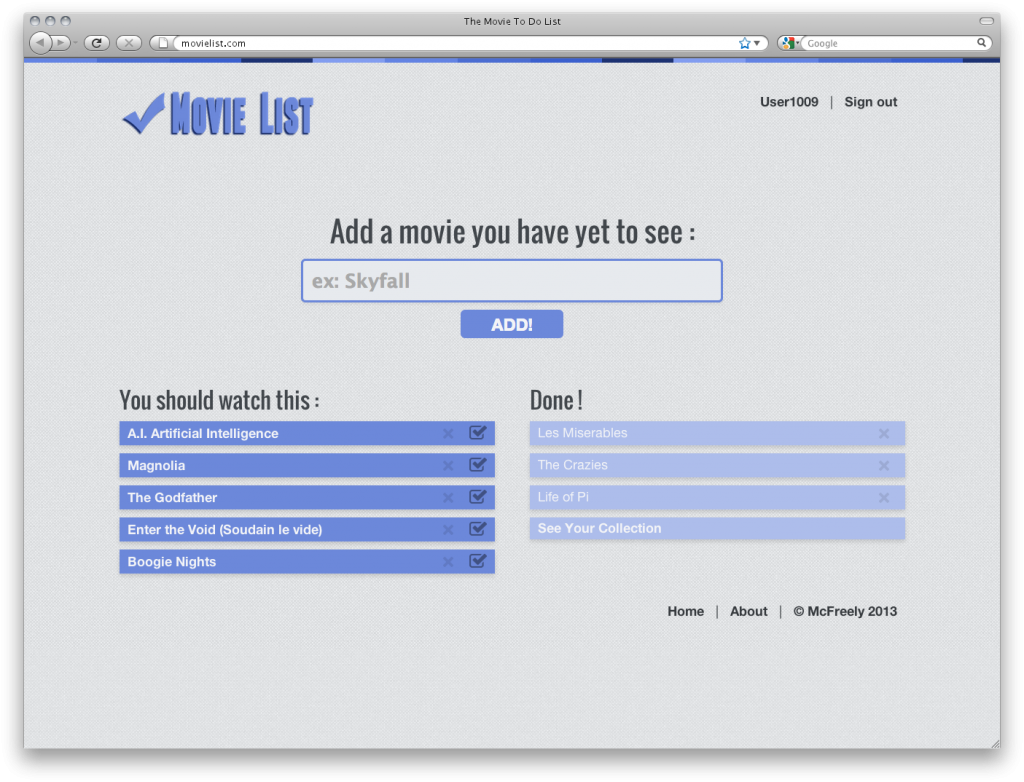 The Movie To Do List
movielist.com
Google
Movie List
User1009 | Sign out
Add a movie you have yet to see :
ex: Skyfall
ADD!
You should watch this :
A.I. Artificial Intelligence
Magnolia
The Godfather
Enter the Void (Soudain le vide)
Boogie Nights
Done !
Les Miserables
The Crazies
Life of Pi
See Your Collection
Home | About | © McFreely 2013